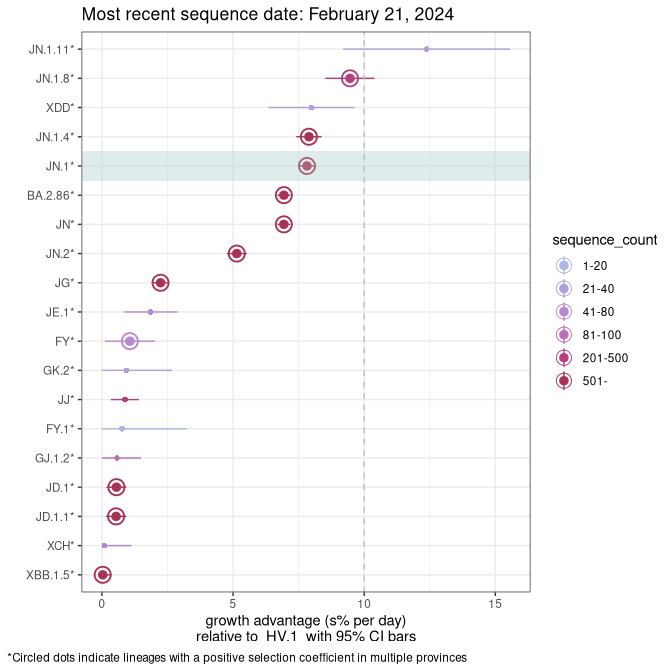 Most recent sequence date: February 21, 2024
JN.1.11*
JN.1.8*
XDD*
JN.1.4*
JN.1*
BA.2.86*
JN*
JN.2*
JG*
JE.1*
FY*
GK.2*
JJ*
FY.1*
GJ.1.2*
JD.1*
JD.1.1*
XCH*
XBB.1.5*
0 5 10 15
growth advantage (s% per day)
relative to HV.1 with 95% CI bars
sequence_count
1-20
21-40
41-80
81-100
201-500
501-
*Circled dots indicate lineages with a positive selection coefficient in multiple provinces